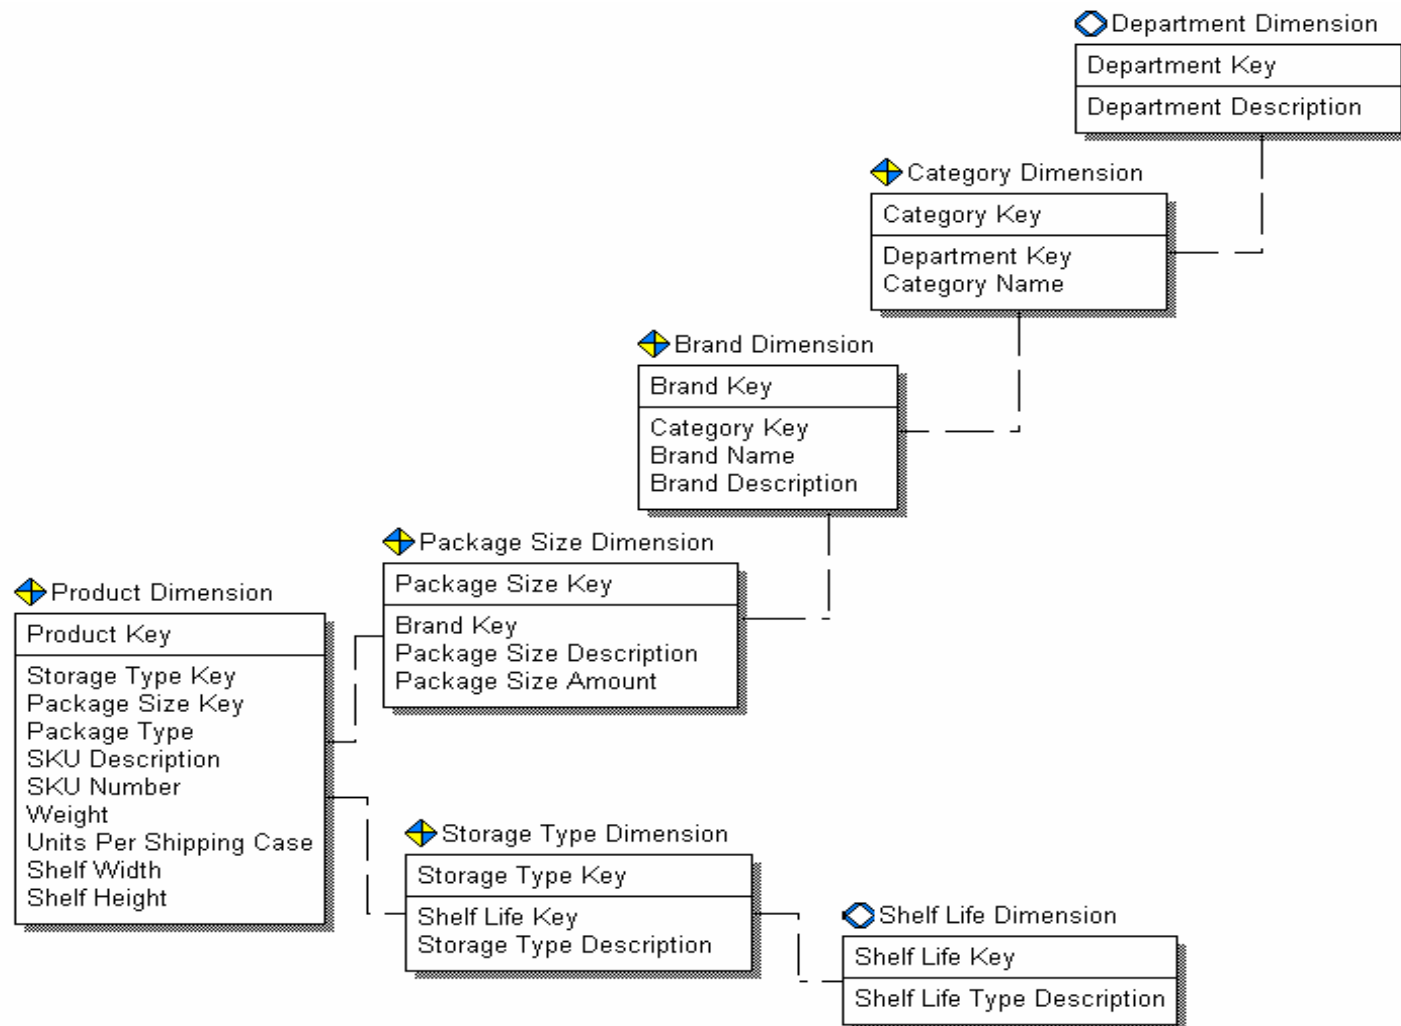 Department Dimension
Department Key
Department Description
Category Dimension
Category Key
Department Key
Category Name
Brand Dimension
Brand Key
Category Key
Brand Name
Brand Description
Package Size Dimension
Package Size Key
Brand Key
Package Size Description
Package Size Amount
Product Dimension
Product Key
Storage Type Key
Package Size Key
Package Type
SKU Description
SKU Number
Weight
Units Per Shipping Case
Shelf Width
Shelf Height
Storage Type Dimension
Storage Type Key
Shelf Life Key
Storage Type Description
Shelf Life Dimension
Shelf Life Key
Shelf Life Type Description